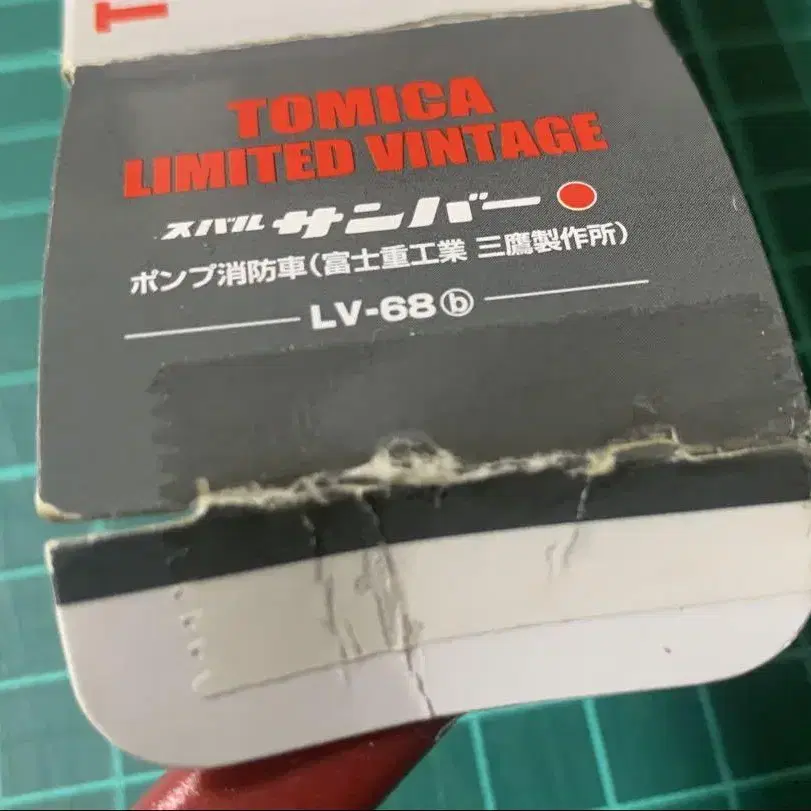 T
TOMICA
LIMITED VINTAGE
スバル サンバー
ポンプ消防車(富士重工業 三鷹製作所)
LV-68ⓑ